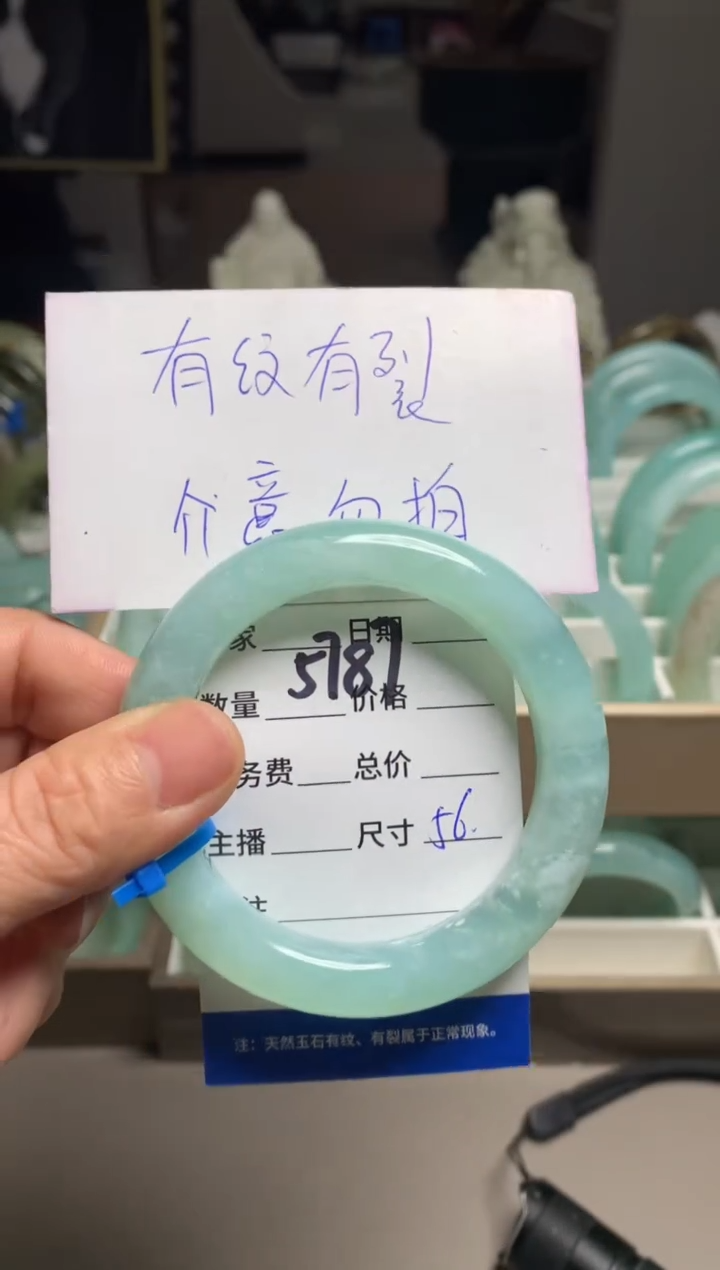 有纹有裂
介意勿拍
家 日期
5787
数量 价格
务费 总价
主播 尺寸 56.
注
注：天然玉石有纹、有裂属于正常现象。